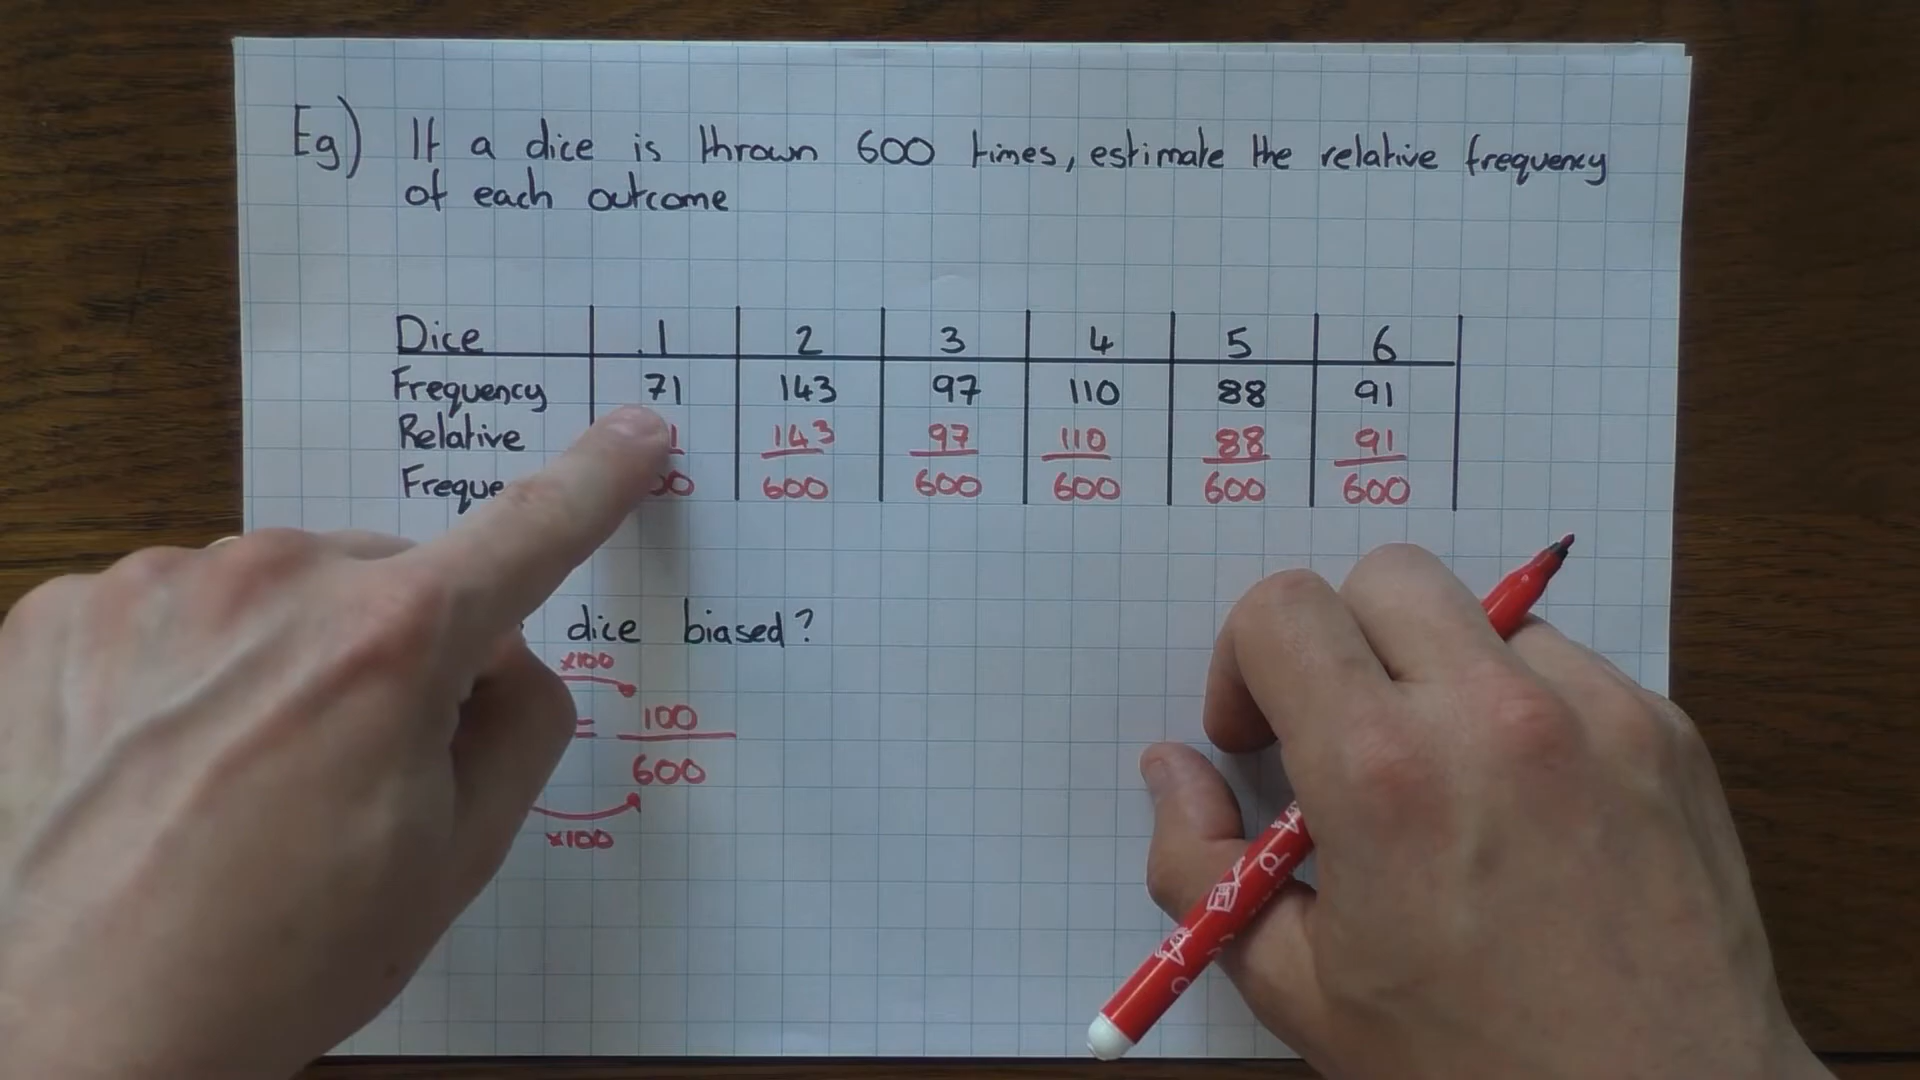 Eg) If a dice is thrown 600 times, estimate the relative frequency
of each outcome
Dice 1 2 3 4 5 6
Frequency 71 143 97 110 88 91
Relative 143 97 110 88 91
600 600 600 600 600
dice biased?
x100
= 100
600
x100